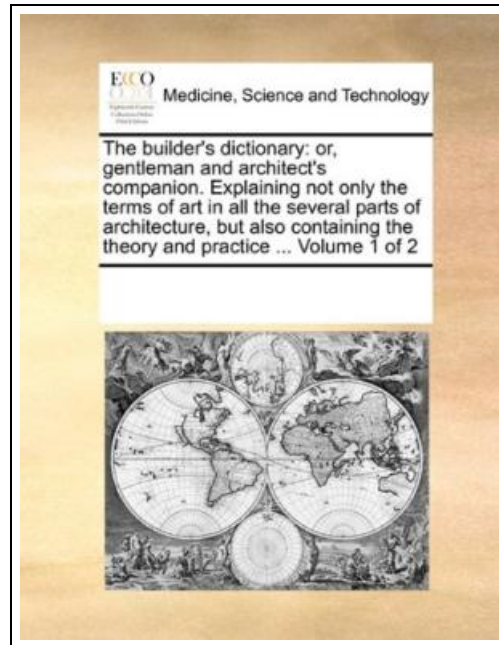 ECCO
Medicine, Science and Technology
The builder's dictionary: or,
gentleman and architect's
companion. Explaining not only the
terms of art in all the several parts of
architecture, but also containing the
theory and practice ... Volume 1 of 2